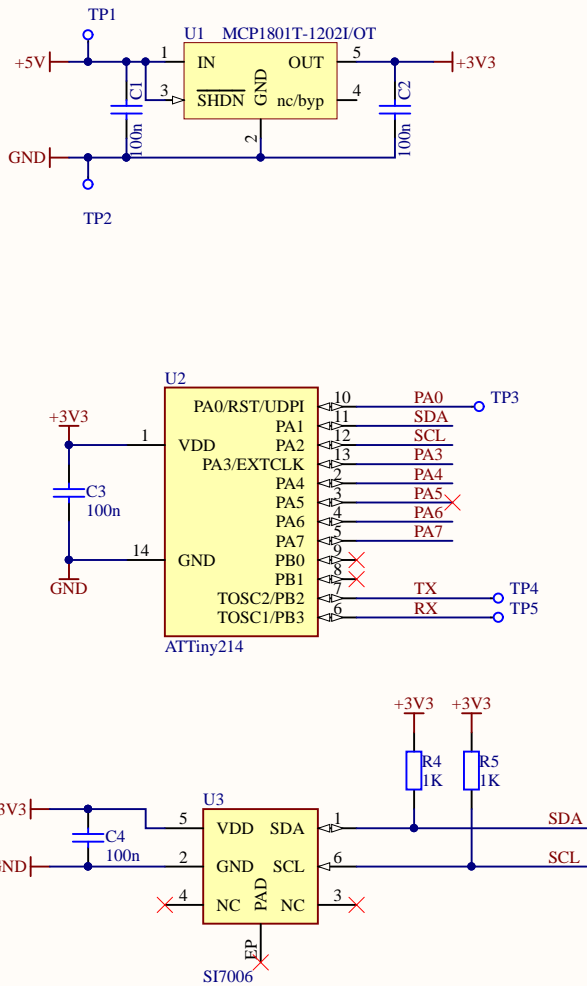 TP1
U1 MCP1801T-1202I/OT
+5V 1 IN OUT 5 +3V3
3 SHDN GND nc/byp 4
C1 100n
C2 100n
2
GND
TP2
U2
+3V3
PA0/RST/UDPI 10 PA0 TP3
PA1 11 SDA
1 VDD PA2 12 SCL
PA3/EXTCLK 13 PA3
PA4 2 PA4
C3 PA5 3 PA5
100n PA6 4 PA6
PA7 5 PA7
14 GND PB0 9
PB1 8
GND TOSC2/PB2 7 TX TP4
TOSC1/PB3 6 RX TP5
ATTiny214
+3V3 +3V3
R4 R5
1K 1K
U3
3V3 5 VDD SDA 1 SDA
C4
100n
GND 2 GND SCL 6 SCL
4 NC PAD NC 3
EP
SI7006